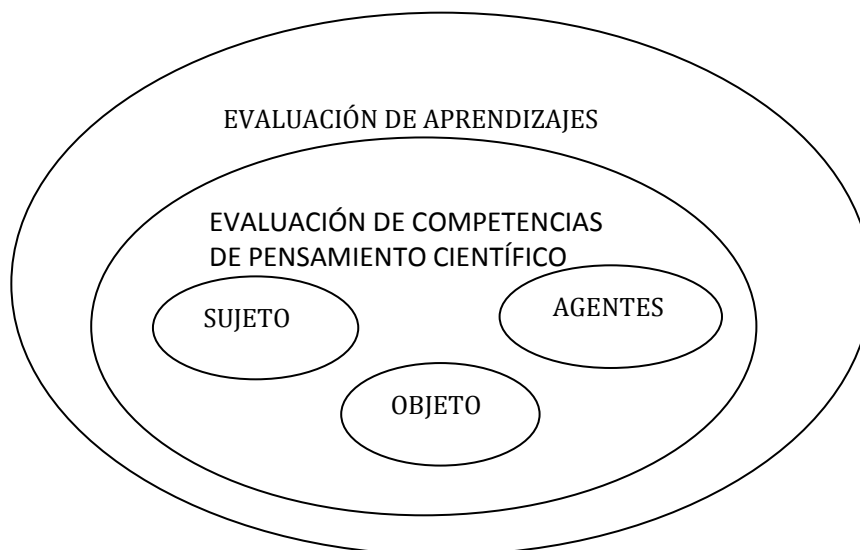 EVALUACIÓN DE APRENDIZAJES
EVALUACIÓN DE COMPETENCIAS
DE PENSAMIENTO CIENTÍFICO
SUJETO
AGENTES
OBJETO